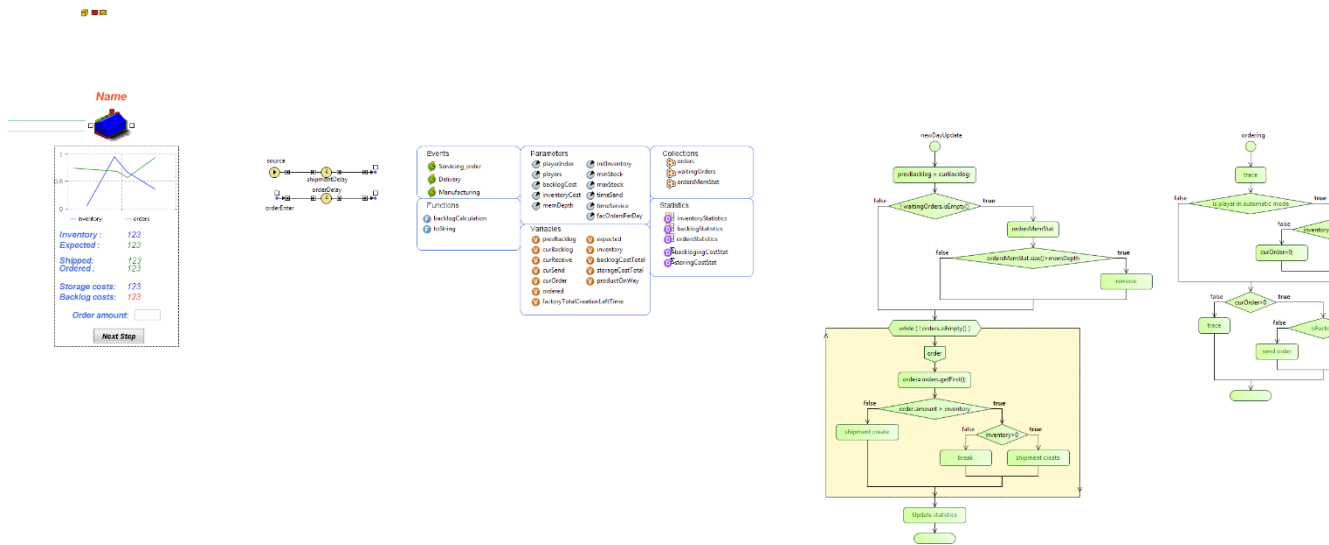 Name
1
0.5
0
inventory
orders
Inventory : 123
Expected : 123
Shipped: 123
Ordered : 123
Storage costs: 123
Backlog costs: 123
Order amount:
Next Step
source
shipmentDelay
orderDelay
orderEnter
Events
Servicing_order
Delivery
Manufacturing
Functions
backlogCalculation
toString
Parameters
playerIndex
players
backlogCost
inventoryCost
memDepth
initInventory
minStock
maxStock
timeSend
timeService
facOrdersPerDay
Variables
prevBacklog
curBacklog
curReceive
curSend
curOrder
ordered
factoryTotalCreationLeftTime
expected
inventory
backlogCostTotal
storageCostTotal
productOnWay
Collections
orders
waitingOrders
ordersMemStat
Statistics
inventoryStatistics
backlogStatistics
ordersStatistics
backlogingCostStat
storingCostStat
newDayUpdate
prevBacklog = curBacklog;
false
! waitingOrders.isEmpty()
true
ordersMemStat
false
ordersMemStat.size()>memDepth
true
remove
while ( ! orders.isEmpty() )
order
order=orders.getFirst();
false
order.amount > inventory
true
shipment create
false
inventory>0
true
break
shipment create
Update statistics
ordering
trace
false
is player in automatic mode
true
false
inventory
curOrder=0;
false
curOrder>0
true
trace
false
isFacto
send order